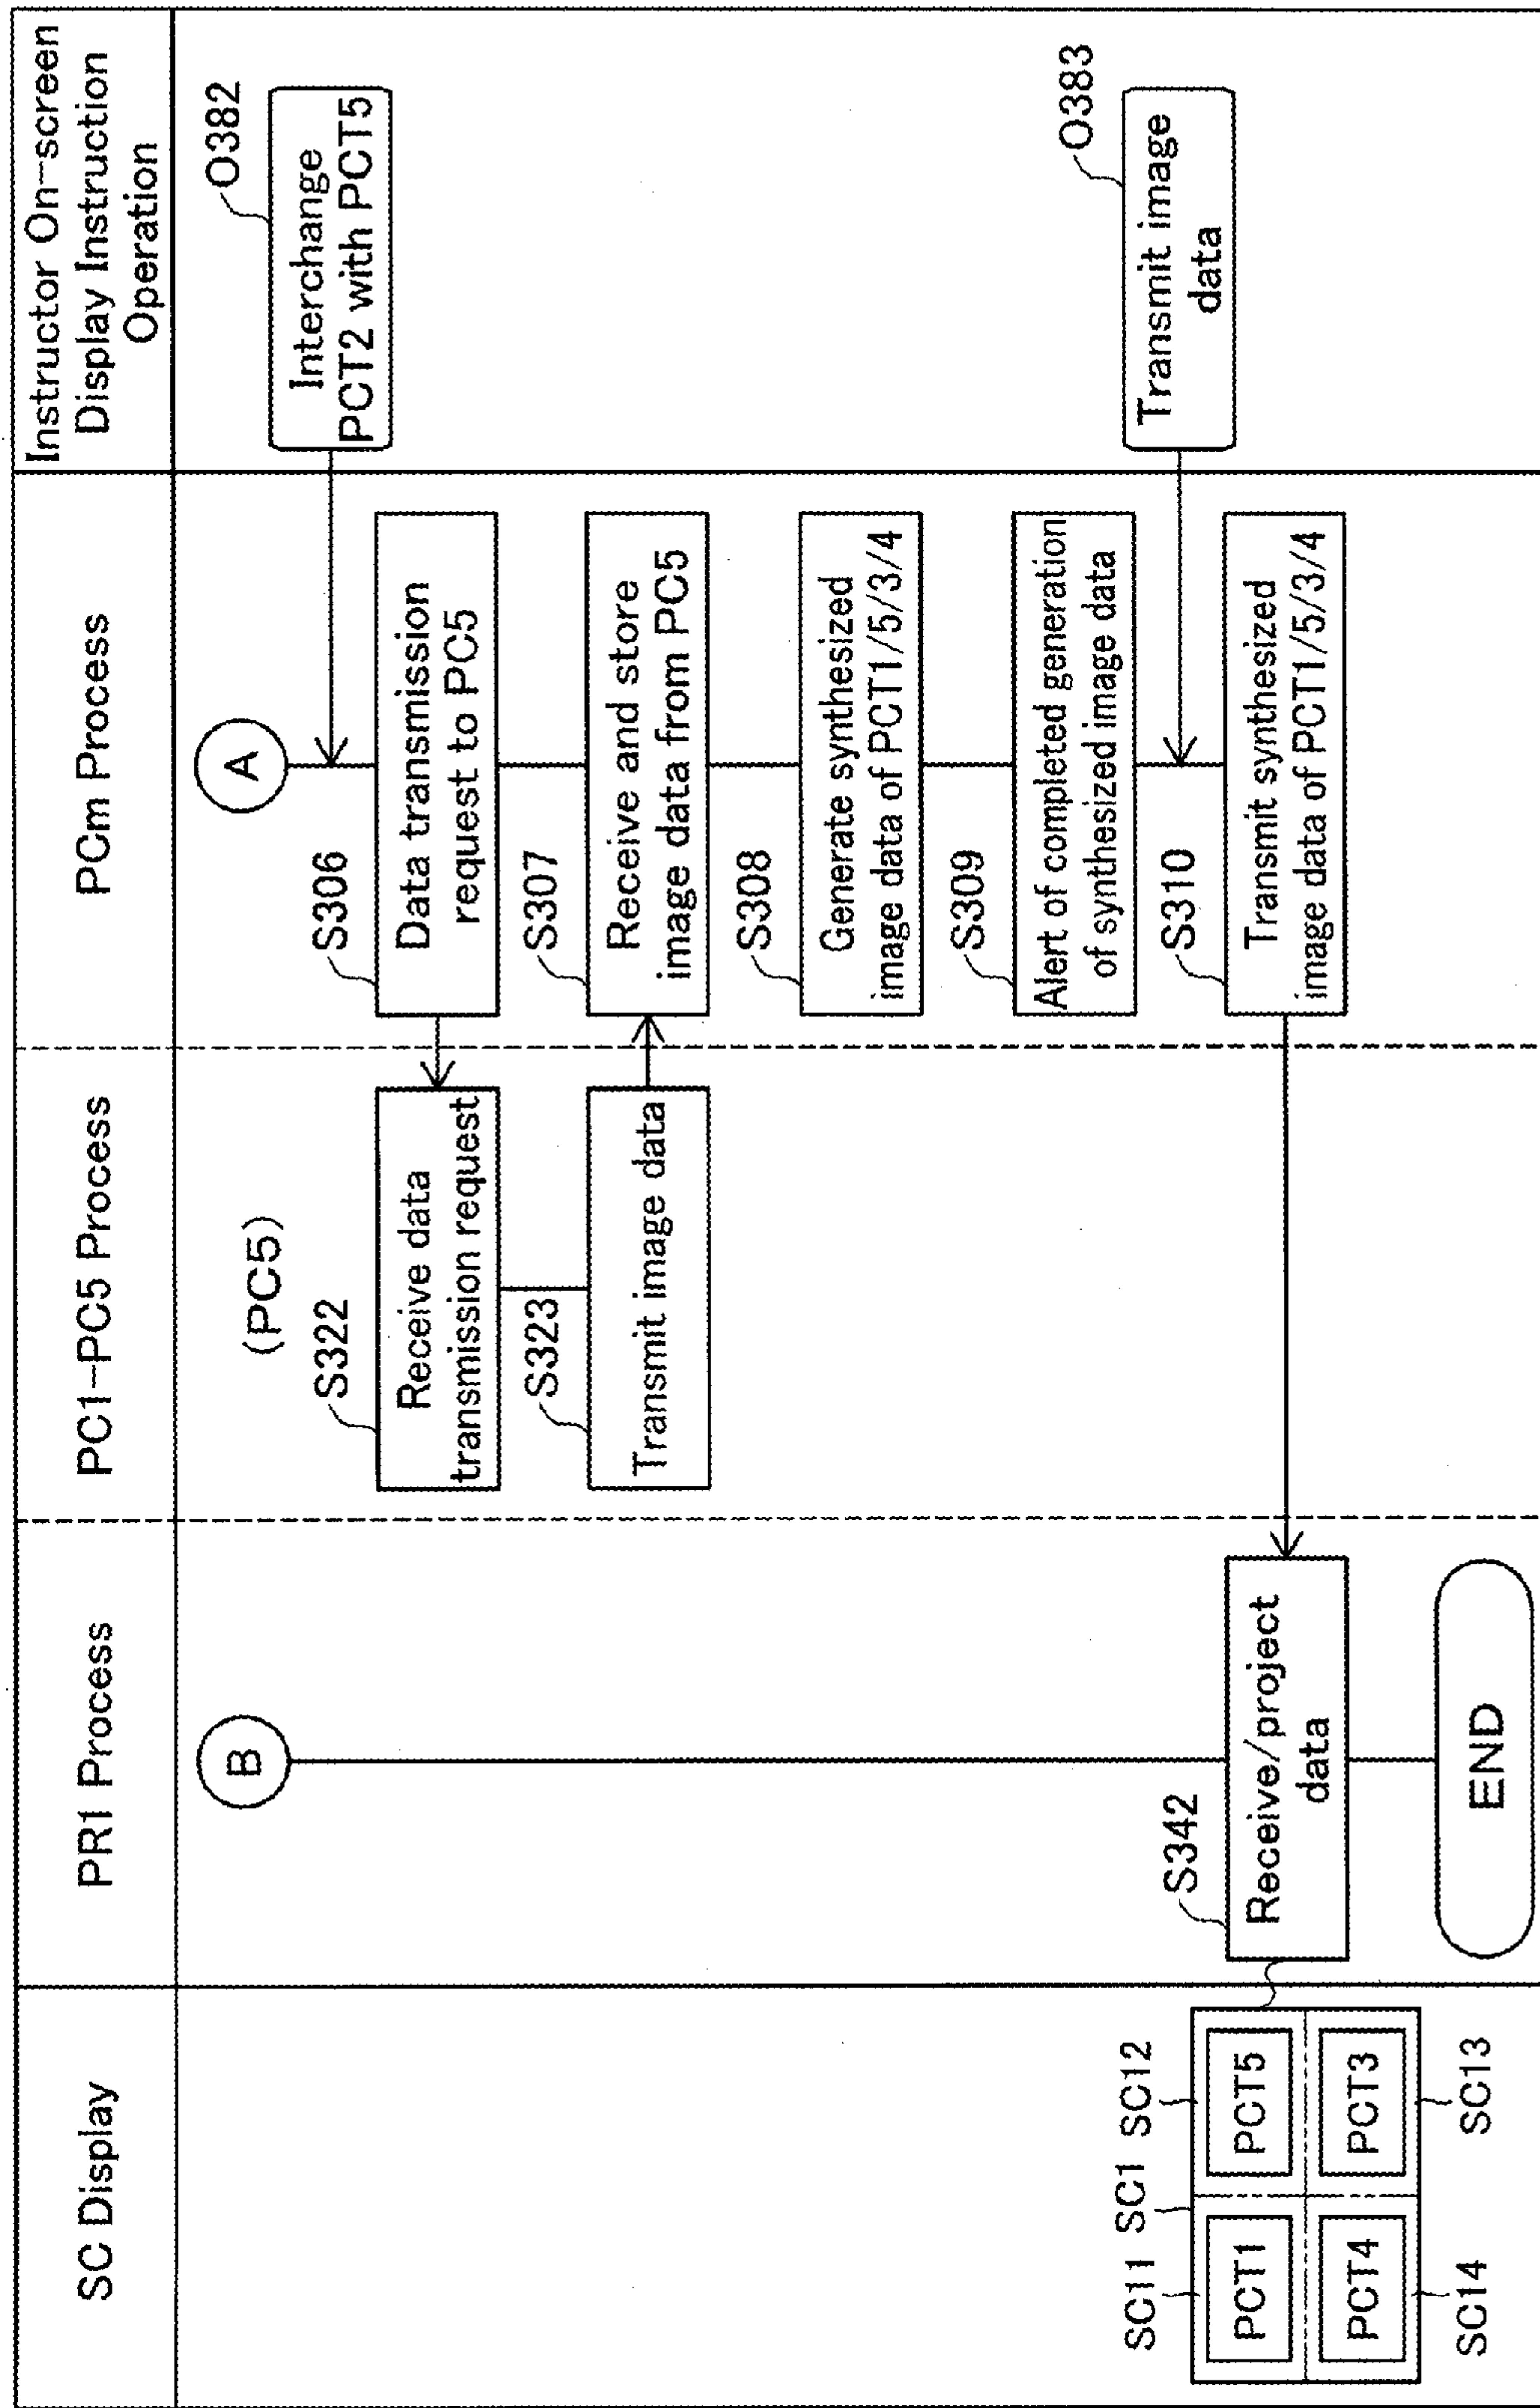 SC Display
PR1 Process
PC1-PC5 Process
PCm Process
Instructor On-screen
Display Instruction
Operation
B
(PC5)
A
O382
Interchange
PCT2 with PCT5
S322
Receive data
transmission request
S306
Data transmission
request to PC5
S323
Transmit image data
S307
Receive and store
image data from PC5
S308
Generate synthesized
image data of PCT1/5/3/4
S309
Alert of completed generation
of synthesized image data
O383
Transmit image
data
S310
Transmit synthesized
image data of PCT1/5/3/4
S342
Receive/project
data
SC11 SC1 SC12
PCT1 PCT5
PCT4 PCT3
SC14 SC13
END